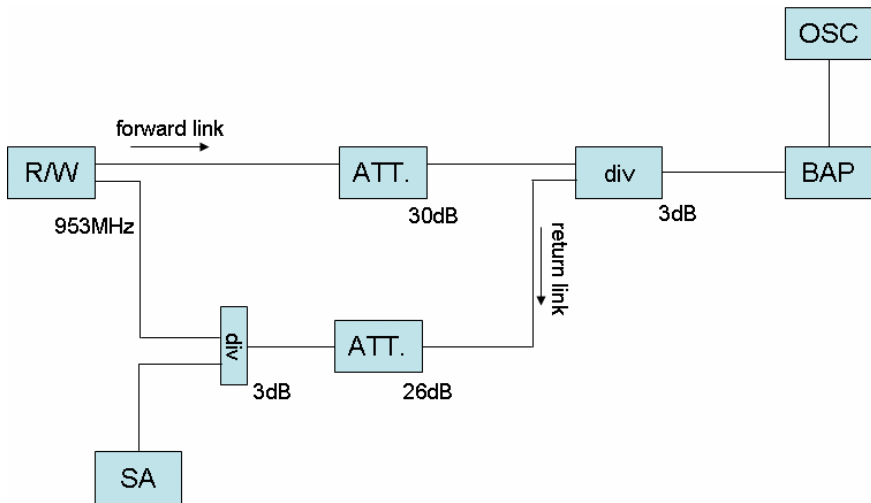 OSC
forward link
R/W
ATT.
div
BAP
30dB
3dB
953MHz
return link
div
ATT.
3dB
26dB
SA